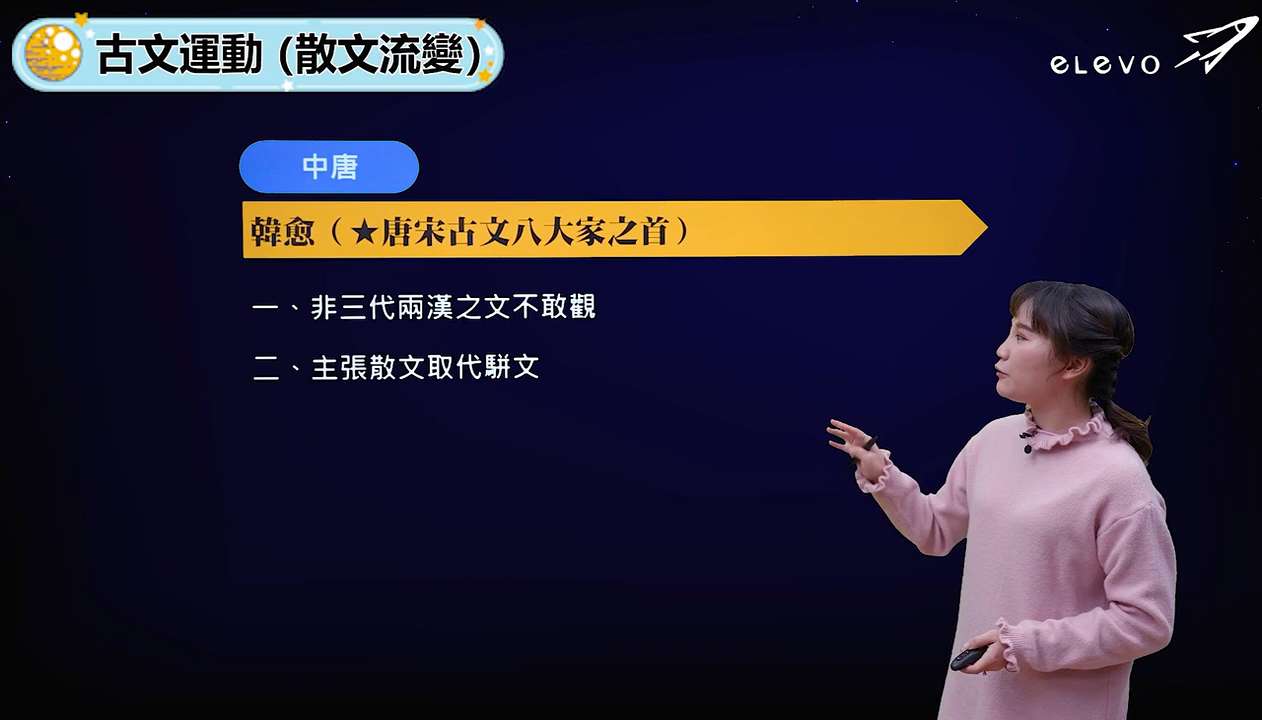 古文運動 (散文流變)
eLevo
中唐
韓愈（★唐宋古文八大家之首）
一、非三代兩漢之文不敢觀
二、主張散文取代駢文